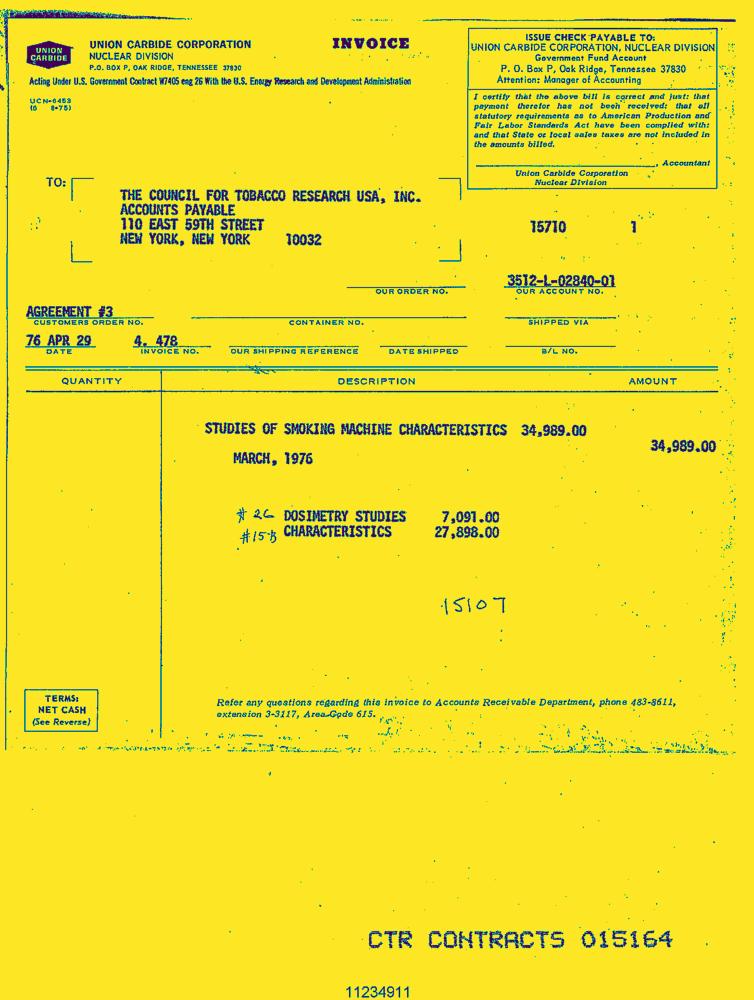 UNION CARBIDE
UNION CARBIDE CORPORATION
NUCLEAR DIVISION
P.O. BOX P, OAK RIDGE, TENNESSEE 37830
INVOICE
Acting Under U.S. Government Contract W7405 eng 26 With the U.S. Energy Research and Development Administration
UCN-6453
(6 8-75)
ISSUE CHECK PAYABLE TO:
UNION CARBIDE CORPORATION, NUCLEAR DIVISION
Government Fund Account
P. O. Box P, Oak Ridge, Tennessee 37830
Attention: Manager of Accounting
I certify that the above bill is correct and just; that
payment therefor has not been received; that all
statutory requirements as to American Production and
Fair Labor Standards Act have been complied with;
and that State or local sales taxes are not included in
the amounts billed.
, Accountant
Union Carbide Corporation
Nuclear Division
TO:
THE COUNCIL FOR TOBACCO RESEARCH USA, INC.
ACCOUNTS PAYABLE
110 EAST 59TH STREET
NEW YORK, NEW YORK 10032
15710 1
3512-L-02840-01
OUR ORDER NO. OUR ACCOUNT NO.
AGREEMENT #3
CUSTOMERS ORDER NO. CONTAINER NO. SHIPPED VIA
76 APR 29 4. 478
DATE INVOICE NO. OUR SHIPPING REFERENCE DATE SHIPPED B/L NO.
QUANTITY DESCRIPTION AMOUNT
STUDIES OF SMOKING MACHINE CHARACTERISTICS 34,989.00
34,989.00
MARCH, 1976
# 26 DOSIMETRY STUDIES 7,091.00
#15-B CHARACTERISTICS 27,898.00
15107
TERMS:
NET CASH
(See Reverse)
Refer any questions regarding this invoice to Accounts Receivable Department, phone 483-8611,
extension 3-3117, Area Code 615.
CTR CONTRACTS 015164
11234911